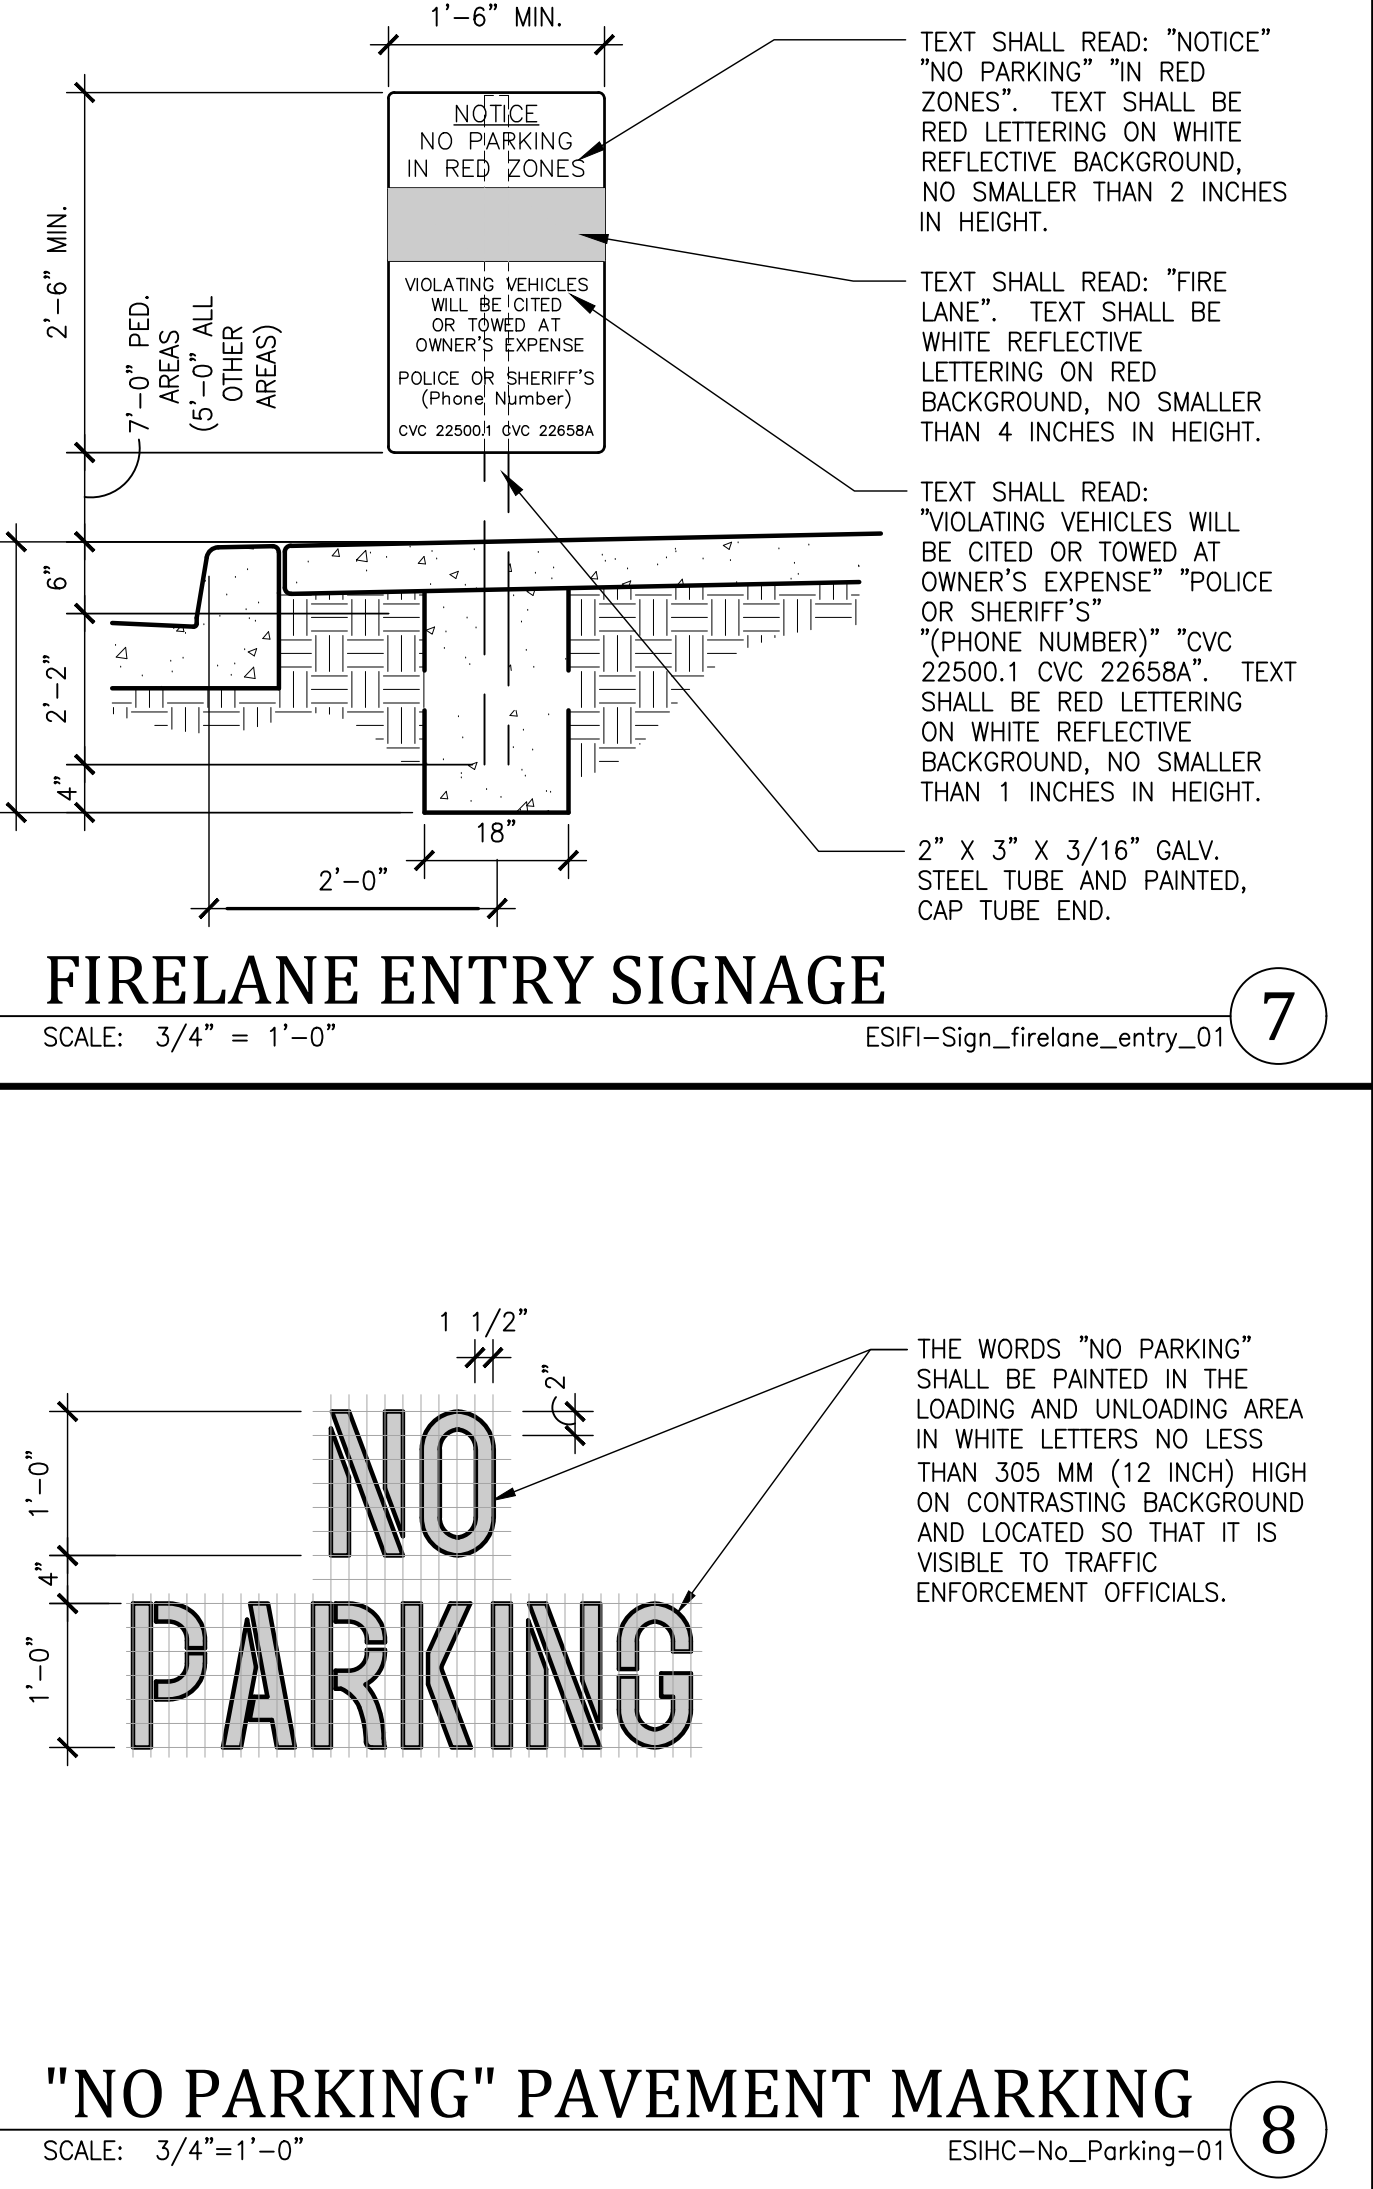 1'-6" MIN.
NOTICE
NO PARKING
IN RED ZONES
VIOLATING VEHICLES
WILL BE CITED
OR TOWED AT
OWNER'S EXPENSE
POLICE OR SHERIFF'S
(Phone Number)
CVC 22500.1 CVC 22658A
2'-6" MIN.
7'-0" PED.
AREAS
(5'-0" ALL
OTHER
AREAS)
6"
2'-2"
4"
18"
2'-0"
TEXT SHALL READ: "NOTICE"
"NO PARKING" "IN RED
ZONES". TEXT SHALL BE
RED LETTERING ON WHITE
REFLECTIVE BACKGROUND,
NO SMALLER THAN 2 INCHES
IN HEIGHT.
TEXT SHALL READ: "FIRE
LANE". TEXT SHALL BE
WHITE REFLECTIVE
LETTERING ON RED
BACKGROUND, NO SMALLER
THAN 4 INCHES IN HEIGHT.
TEXT SHALL READ:
"VIOLATING VEHICLES WILL
BE CITED OR TOWED AT
OWNER'S EXPENSE" "POLICE
OR SHERIFF'S"
"(PHONE NUMBER)" "CVC
22500.1 CVC 22658A". TEXT
SHALL BE RED LETTERING
ON WHITE REFLECTIVE
BACKGROUND, NO SMALLER
THAN 1 INCHES IN HEIGHT.
2" X 3" X 3/16" GALV.
STEEL TUBE AND PAINTED,
CAP TUBE END.
FIRELANE ENTRY SIGNAGE
7
SCALE: 3/4" = 1'-0"
ESIFI-Sign_firelane_entry_01
1 1/2"
2"
1'-0"
4"
1'-0"
NO
PARKING
THE WORDS "NO PARKING"
SHALL BE PAINTED IN THE
LOADING AND UNLOADING AREA
IN WHITE LETTERS NO LESS
THAN 305 MM (12 INCH) HIGH
ON CONTRASTING BACKGROUND
AND LOCATED SO THAT IT IS
VISIBLE TO TRAFFIC
ENFORCEMENT OFFICIALS.
"NO PARKING" PAVEMENT MARKING
8
SCALE: 3/4"=1'-0"
ESIHC-No_Parking-01